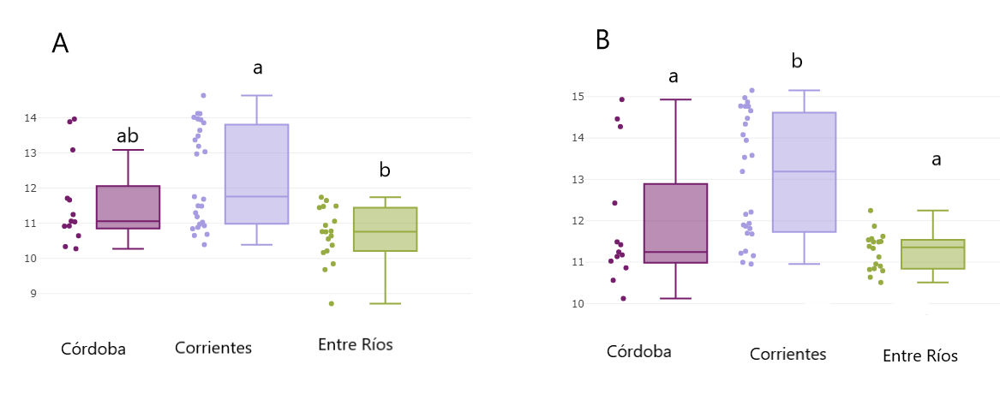 A
a
ab
b
14
13
12
11
10
9
Córdoba
Corrientes
Entre Ríos
B
b
a
a
15
14
13
12
11
10
Córdoba
Corrientes
Entre Ríos